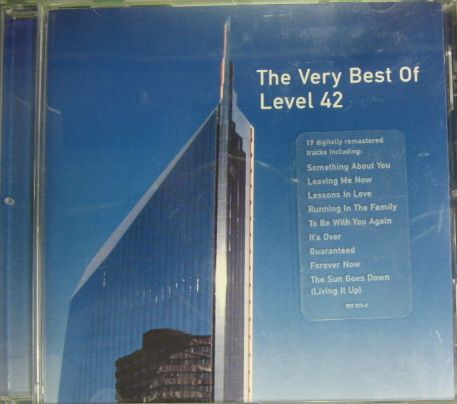 The Very Best Of
Level 42
19 digitally remastered
tracks including:
Something About You
Leaving Me Now
Lessons In Love
Running In The Family
To Be With You Again
It's Over
Guaranteed
Forever Now
The Sun Goes Down
(Living It Up)